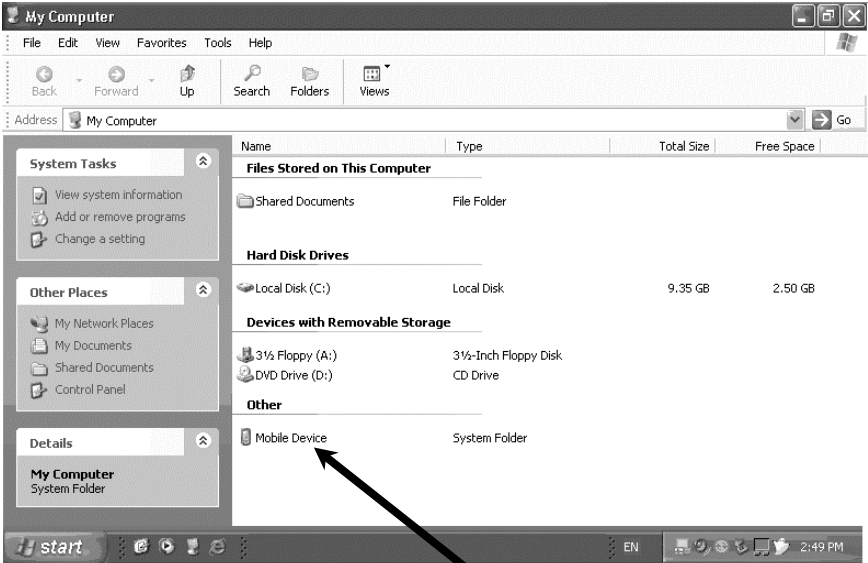 My Computer
File Edit View Favorites Tools Help
Back Forward Up Search Folders Views
Address My Computer Go
System Tasks
View system information
Add or remove programs
Change a setting
Other Places
My Network Places
My Documents
Shared Documents
Control Panel
Details
My Computer
System Folder
Name Type Total Size Free Space
Files Stored on This Computer
Shared Documents File Folder
Hard Disk Drives
Local Disk (C:) Local Disk 9.35 GB 2.50 GB
Devices with Removable Storage
3½ Floppy (A:) 3½-Inch Floppy Disk
DVD Drive (D:) CD Drive
Other
Mobile Device System Folder
start EN 2:49 PM